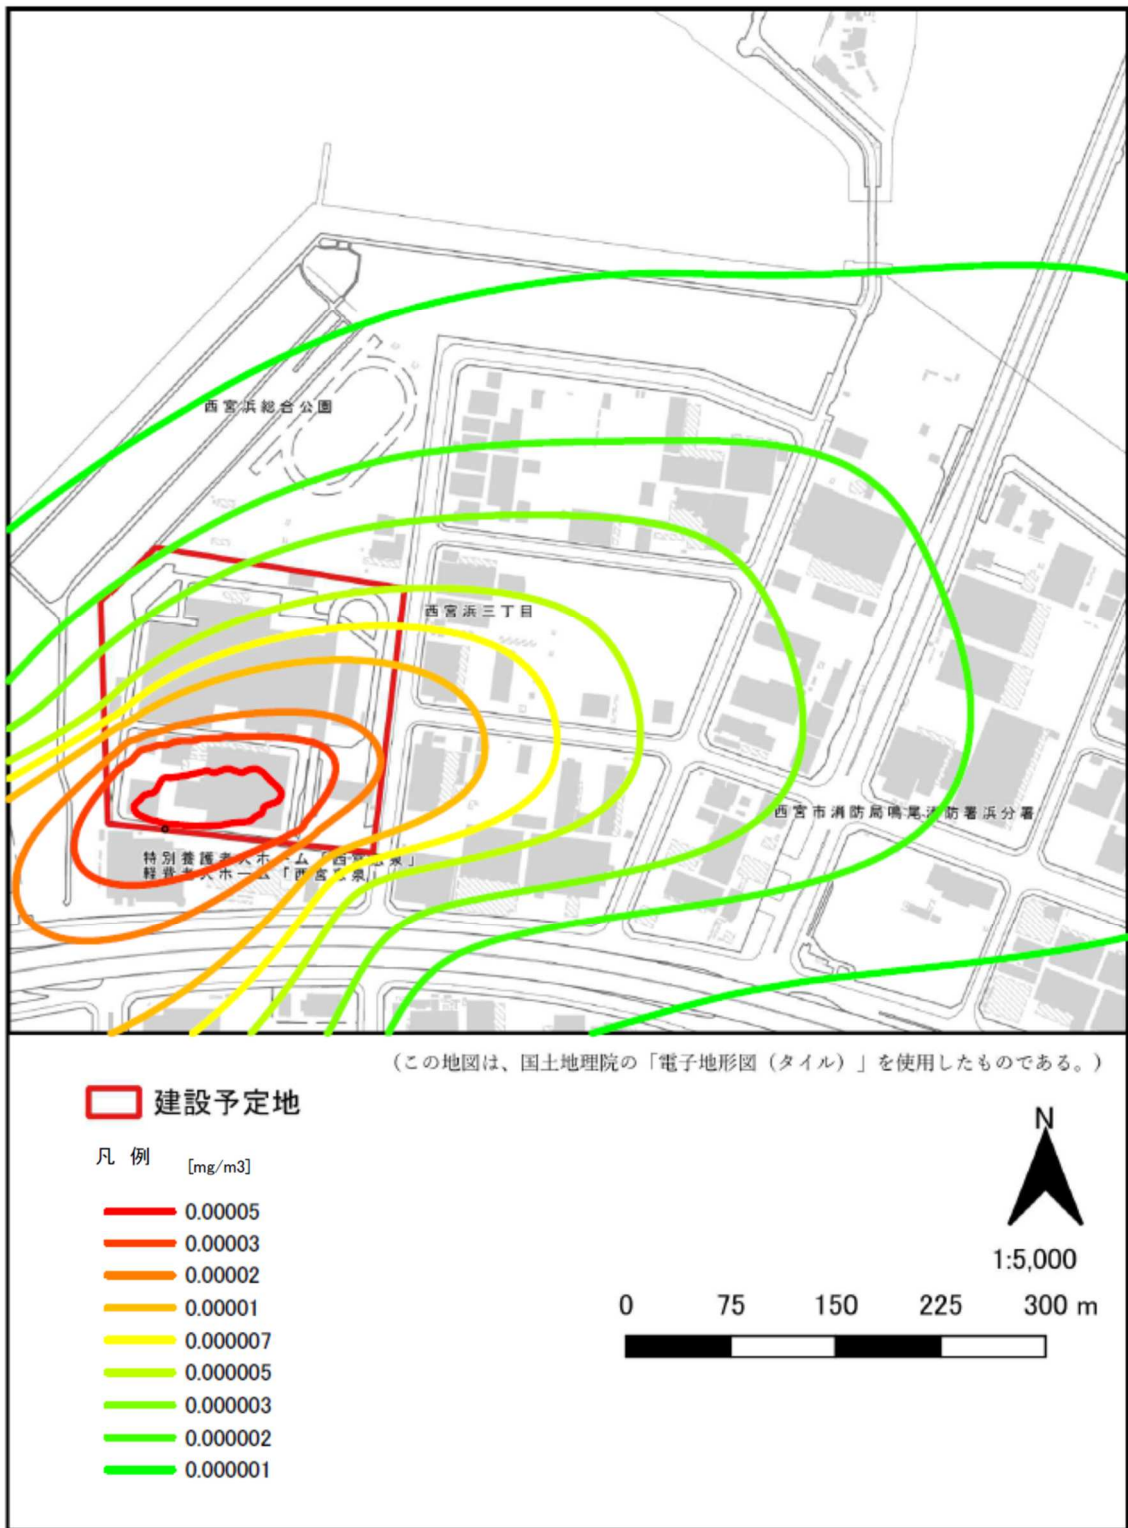 西宮浜総合公園
西宮浜三丁目
西宮市消防局鳴尾消防署浜分署
特別養護老人ホーム「西宮恵泉」
軽費老人ホーム「西宮恵泉」
（この地図は、国土地理院の「電子地形図（タイル）」を使用したものである。）
建設予定地
凡 例 [mg/m3]
0.00005
0.00003
0.00002
0.00001
0.000007
0.000005
0.000003
0.000002
0.000001
N
1:5,000
0 75 150 225 300 m